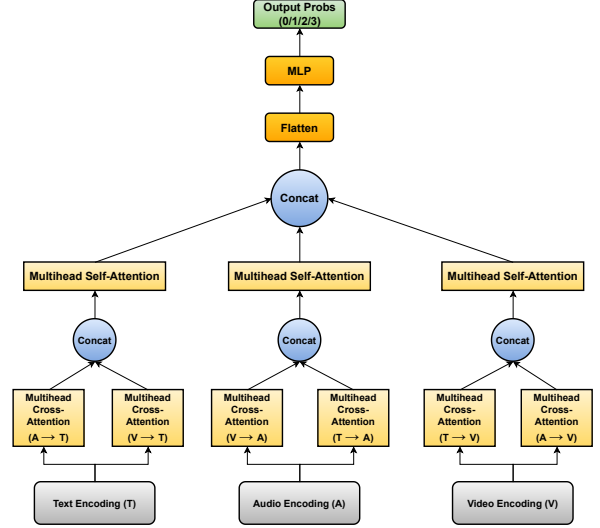 Output Probs
(0/1/2/3)
MLP
Flatten
Concat
Multihead Self-Attention
Multihead Self-Attention
Multihead Self-Attention
Concat
Concat
Concat
Multihead
Cross-
Attention
(A → T)
Multihead
Cross-
Attention
(V → T)
Multihead
Cross-
Attention
(V → A)
Multihead
Cross-
Attention
(T → A)
Multihead
Cross-
Attention
(T → V)
Multihead
Cross-
Attention
(A → V)
Text Encoding (T)
Audio Encoding (A)
Video Encoding (V)